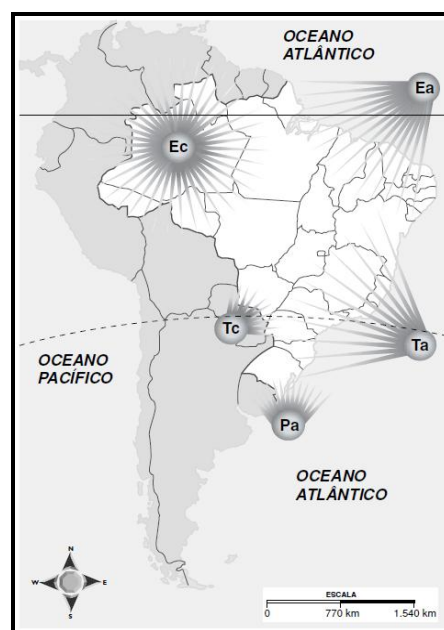 OCEANO
ATLÂNTICO
Ea
Ec
Tc
Ta
OCEANO
PACÍFICO
Pa
OCEANO
ATLÂNTICO
N
W
E
S
ESCALA
0 770 km 1.540 km